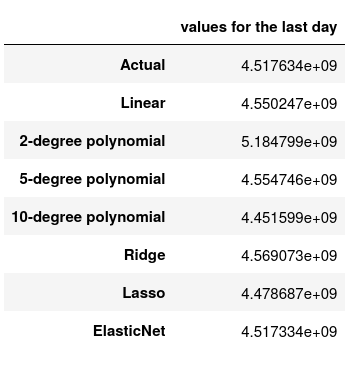 values for the last day
Actual 4.517634e+09
Linear 4.550247e+09
2-degree polynomial 5.184799e+09
5-degree polynomial 4.554746e+09
10-degree polynomial 4.451599e+09
Ridge 4.569073e+09
Lasso 4.478687e+09
ElasticNet 4.517334e+09